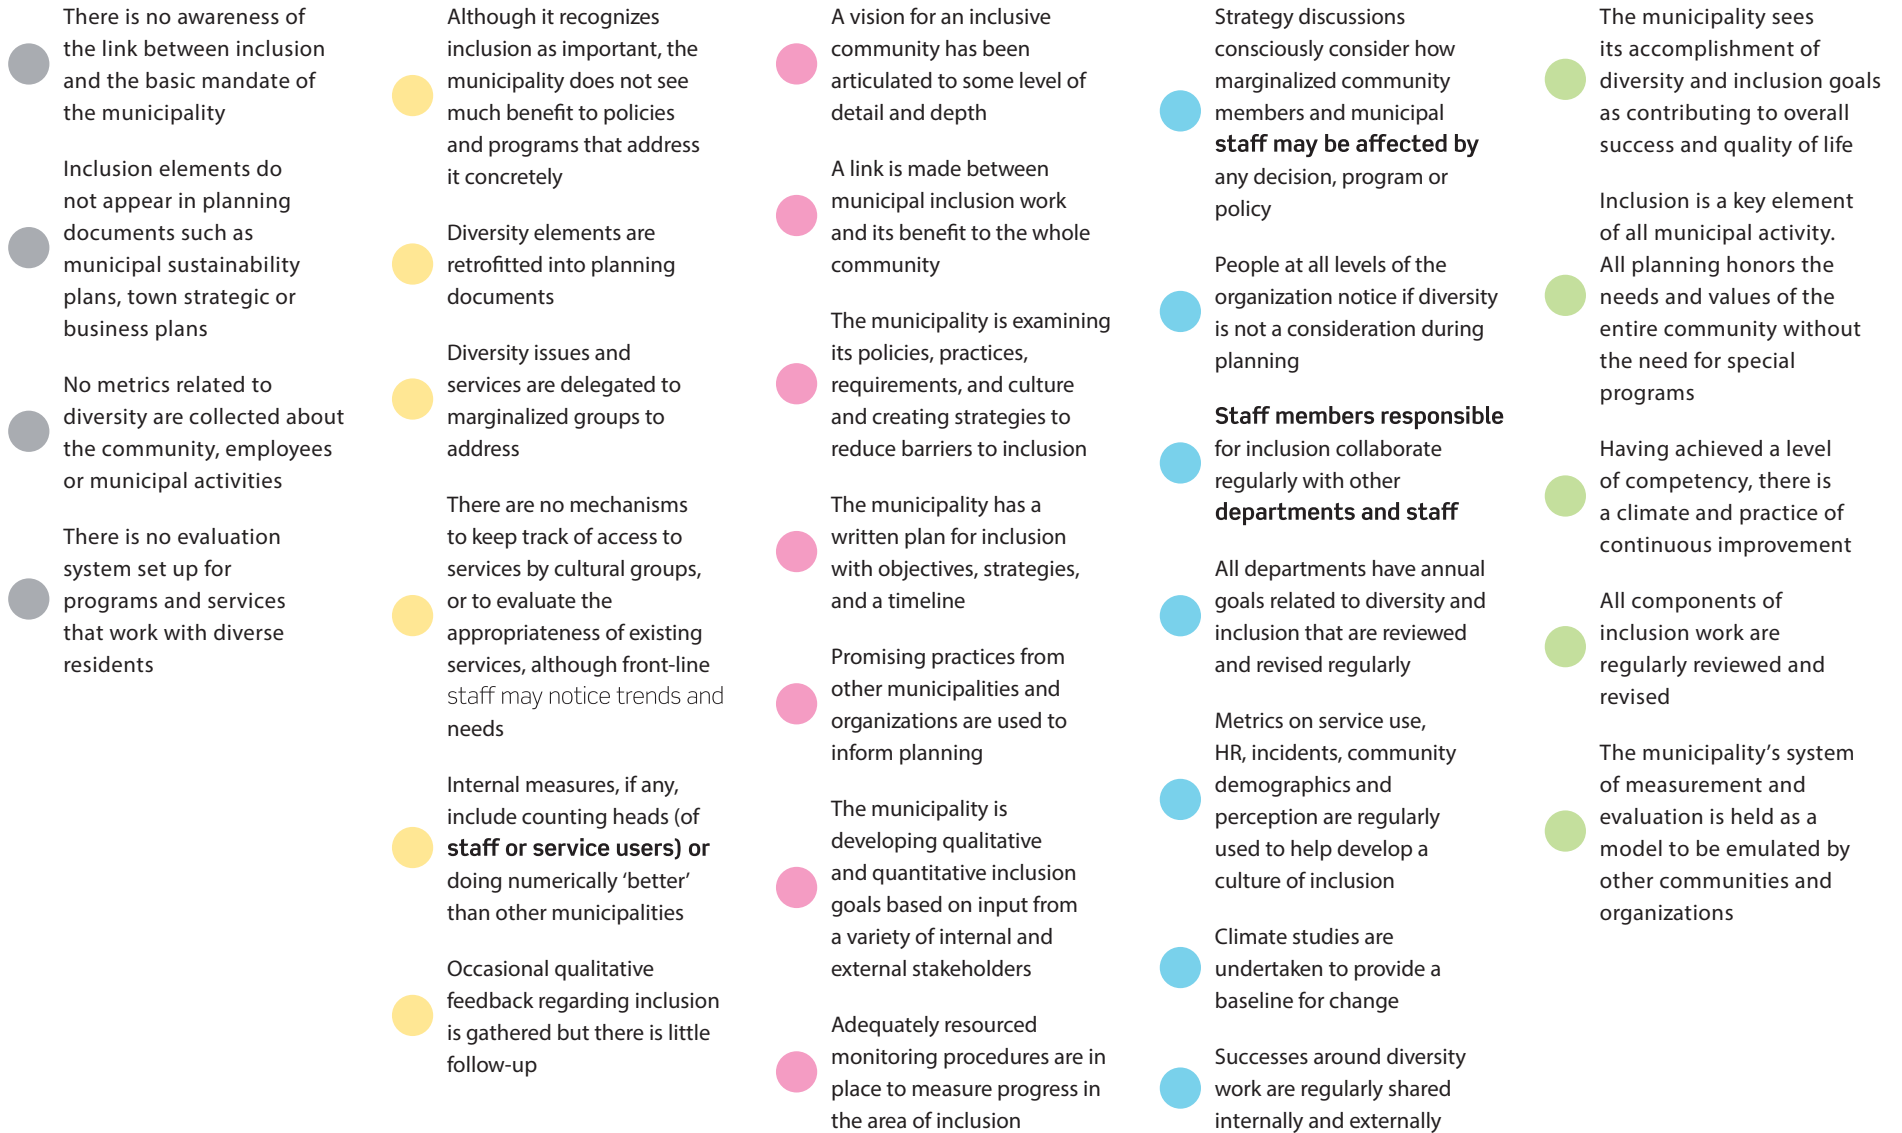 There is no awareness of
the link between inclusion
and the basic mandate of
the municipality
Inclusion elements do
not appear in planning
documents such as
municipal sustainability
plans, town strategic or
business plans
No metrics related to
diversity are collected about
the community, employees
or municipal activities
There is no evaluation
system set up for
programs and services
that work with diverse
residents
Although it recognizes
inclusion as important, the
municipality does not see
much benefit to policies
and programs that address
it concretely
Diversity elements are
retrofitted into planning
documents
Diversity issues and
services are delegated to
marginalized groups to
address
There are no mechanisms
to keep track of access to
services by cultural groups,
or to evaluate the
appropriateness of existing
services, although front-line
staff may notice trends and
needs
Internal measures, if any,
include counting heads (of
staff or service users) or
doing numerically ‘better’
than other municipalities
Occasional qualitative
feedback regarding inclusion
is gathered but there is little
follow-up
A vision for an inclusive
community has been
articulated to some level of
detail and depth
A link is made between
municipal inclusion work
and its benefit to the whole
community
The municipality is examining
its policies, practices,
requirements, and culture
and creating strategies to
reduce barriers to inclusion
The municipality has a
written plan for inclusion
with objectives, strategies,
and a timeline
Promising practices from
other municipalities and
organizations are used to
inform planning
The municipality is
developing qualitative
and quantitative inclusion
goals based on input from
a variety of internal and
external stakeholders
Adequately resourced
monitoring procedures are in
place to measure progress in
the area of inclusion
Strategy discussions
consciously consider how
marginalized community
members and municipal
staff may be affected by
any decision, program or
policy
People at all levels of the
organization notice if diversity
is not a consideration during
planning
Staff members responsible
for inclusion collaborate
regularly with other
departments and staff
All departments have annual
goals related to diversity and
inclusion that are reviewed
and revised regularly
Metrics on service use,
HR, incidents, community
demographics and
perception are regularly
used to help develop a
culture of inclusion
Climate studies are
undertaken to provide a
baseline for change
Successes around diversity
work are regularly shared
internally and externally
The municipality sees
its accomplishment of
diversity and inclusion goals
as contributing to overall
success and quality of life
Inclusion is a key element
of all municipal activity.
All planning honors the
needs and values of the
entire community without
the need for special
programs
Having achieved a level
of competency, there is
a climate and practice of
continuous improvement
All components of
inclusion work are
regularly reviewed and
revised
The municipality’s system
of measurement and
evaluation is held as a
model to be emulated by
other communities and
organizations